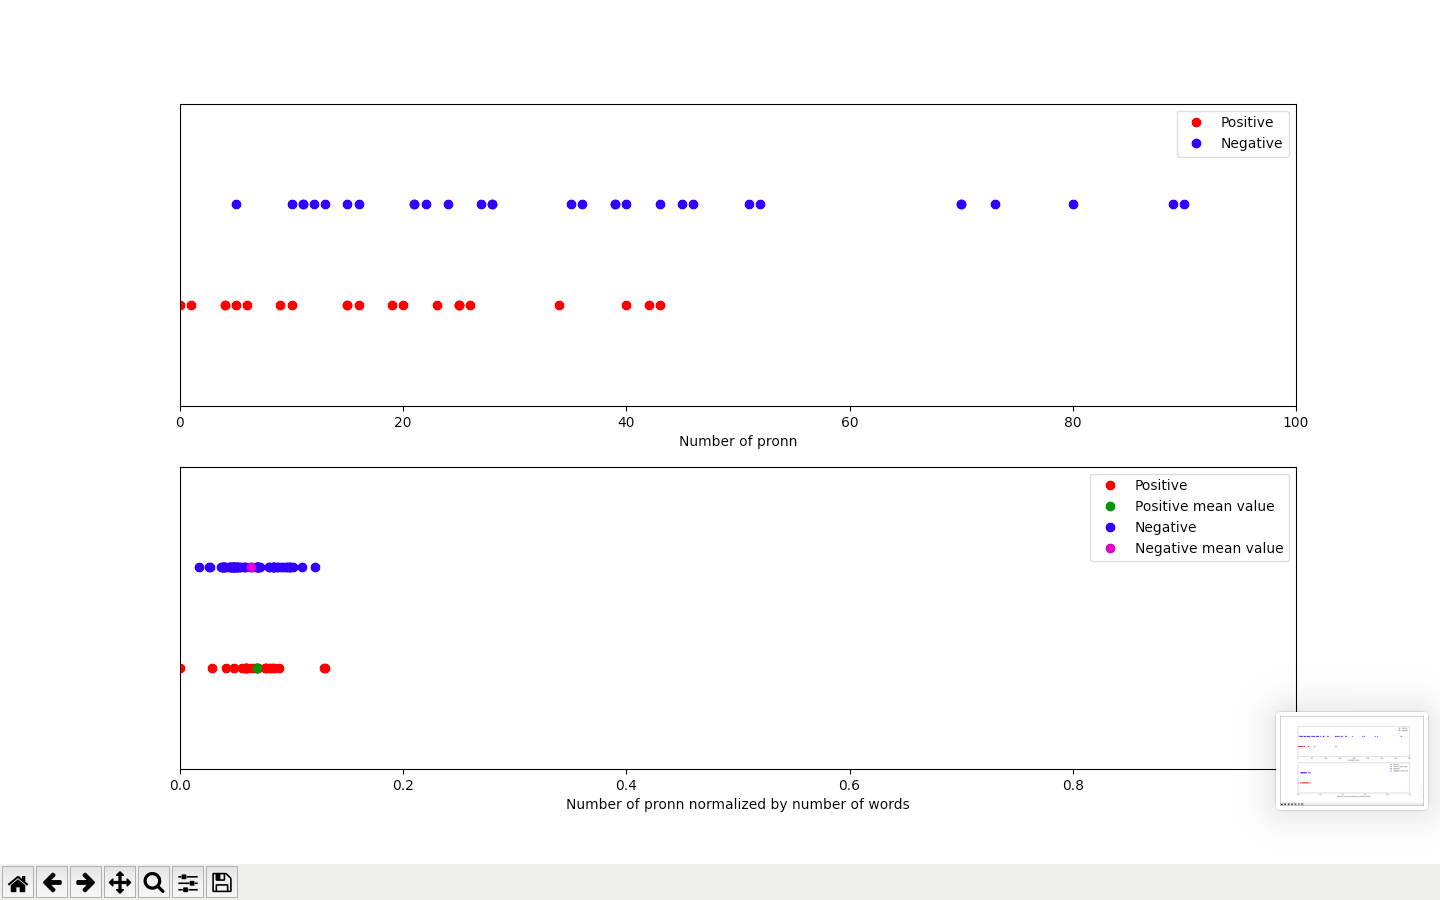 Positive
Negative
0 20 40 60 80 100
Number of pronn
Positive
Positive mean value
Negative
Negative mean value
0.0 0.2 0.4 0.6 0.8
Number of pronn normalized by number of words